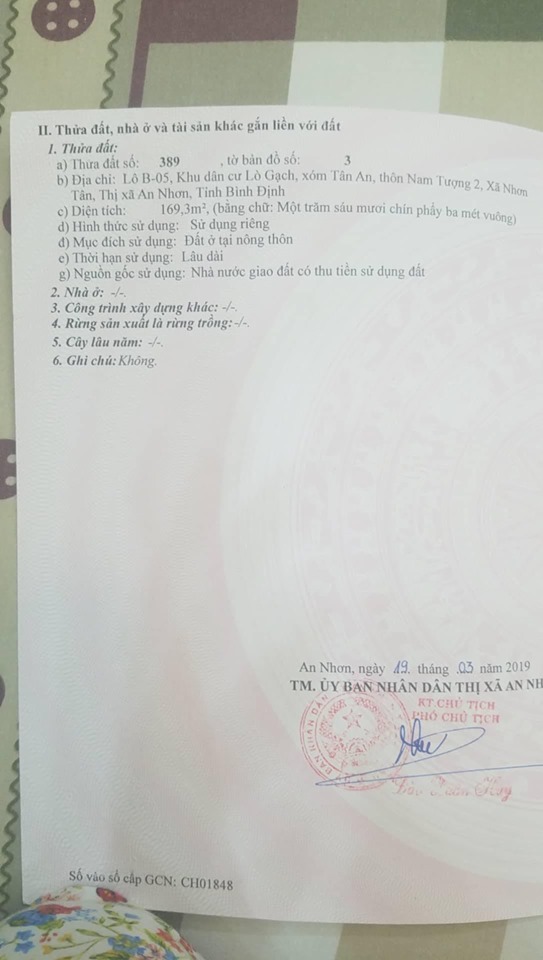 II. Thửa đất, nhà ở và tài sản khác gắn liền với đất
1. Thửa đất:
a) Thửa đất số: 389 , tờ bản đồ số: 3
b) Địa chỉ: Lô B-05, Khu dân cư Lò Gạch, xóm Tân An, thôn Nam Tượng 2, Xã Nhơn
Tân, Thị xã An Nhơn, Tỉnh Bình Định
c) Diện tích: 169,3m², (bằng chữ: Một trăm sáu mươi chín phẩy ba mét vuông)
d) Hình thức sử dụng: Sử dụng riêng
đ) Mục đích sử dụng: Đất ở tại nông thôn
e) Thời hạn sử dụng: Lâu dài
g) Nguồn gốc sử dụng: Nhà nước giao đất có thu tiền sử dụng đất
2. Nhà ở: -/-.
3. Công trình xây dựng khác: -/-.
4. Rừng sản xuất là rừng trồng: -/-.
5. Cây lâu năm: -/-.
6. Ghi chú: Không.
An Nhơn, ngày 19. tháng .03 năm 2019
TM. ỦY BAN NHÂN DÂN THỊ XÃ AN NH
KT.CHỦ TỊCH
PHÓ CHỦ TỊCH
BAN NHÂN DÂN
Số vào sổ cấp GCN: CH01848